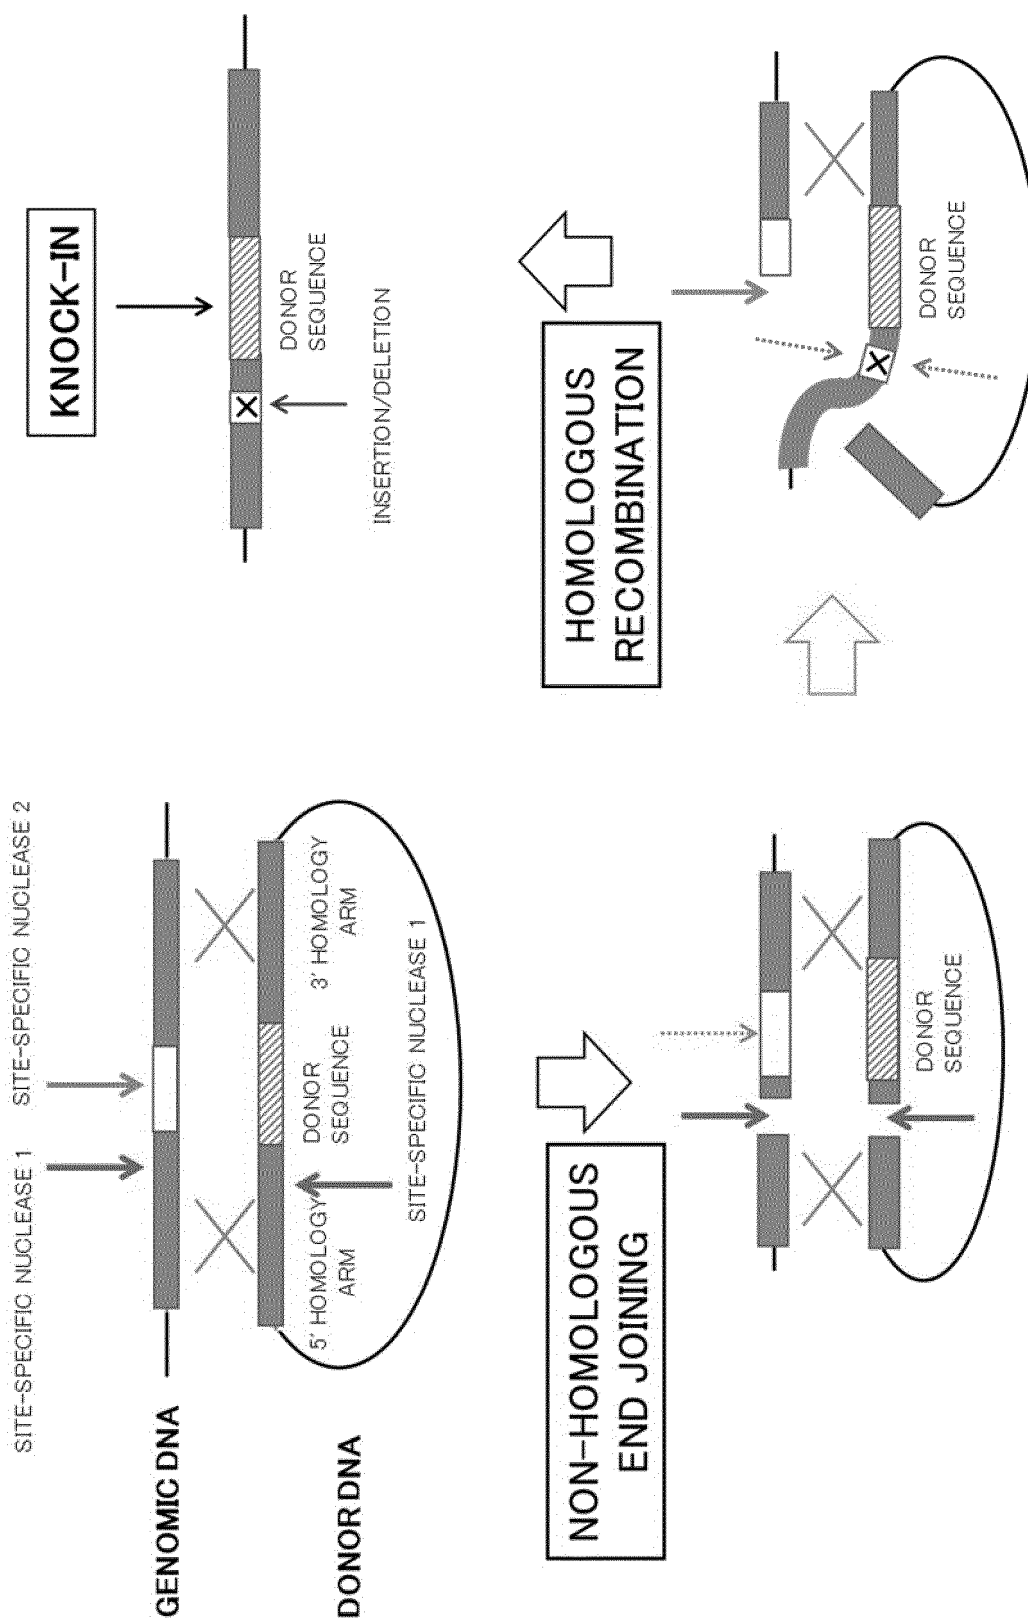 SITE-SPECIFIC NUCLEASE 1
SITE-SPECIFIC NUCLEASE 2
GENOMIC DNA
DONOR DNA
5' HOMOLOGY
ARM
DONOR
SEQUENCE
3' HOMOLOGY
ARM
SITE-SPECIFIC NUCLEASE 1
NON-HOMOLOGOUS
END JOINING
DONOR
SEQUENCE
KNOCK-IN
DONOR
SEQUENCE
INSERTION/DELETION
X
HOMOLOGOUS
RECOMBINATION
X
DONOR
SEQUENCE